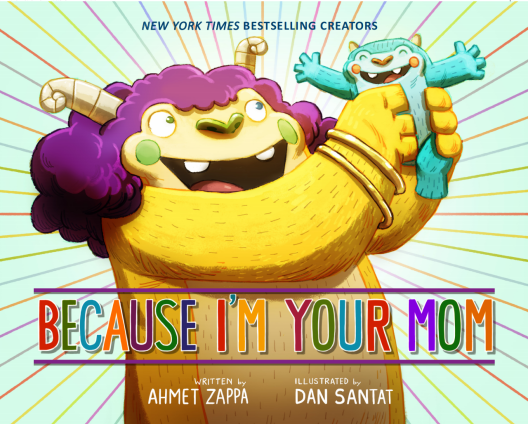 NEW YORK TIMES BESTSELLING CREATORS
BECAUSE I'M YOUR MOM
WRITTEN by
AHMET ZAPPA
ILLUSTRATED by
DAN SANTAT